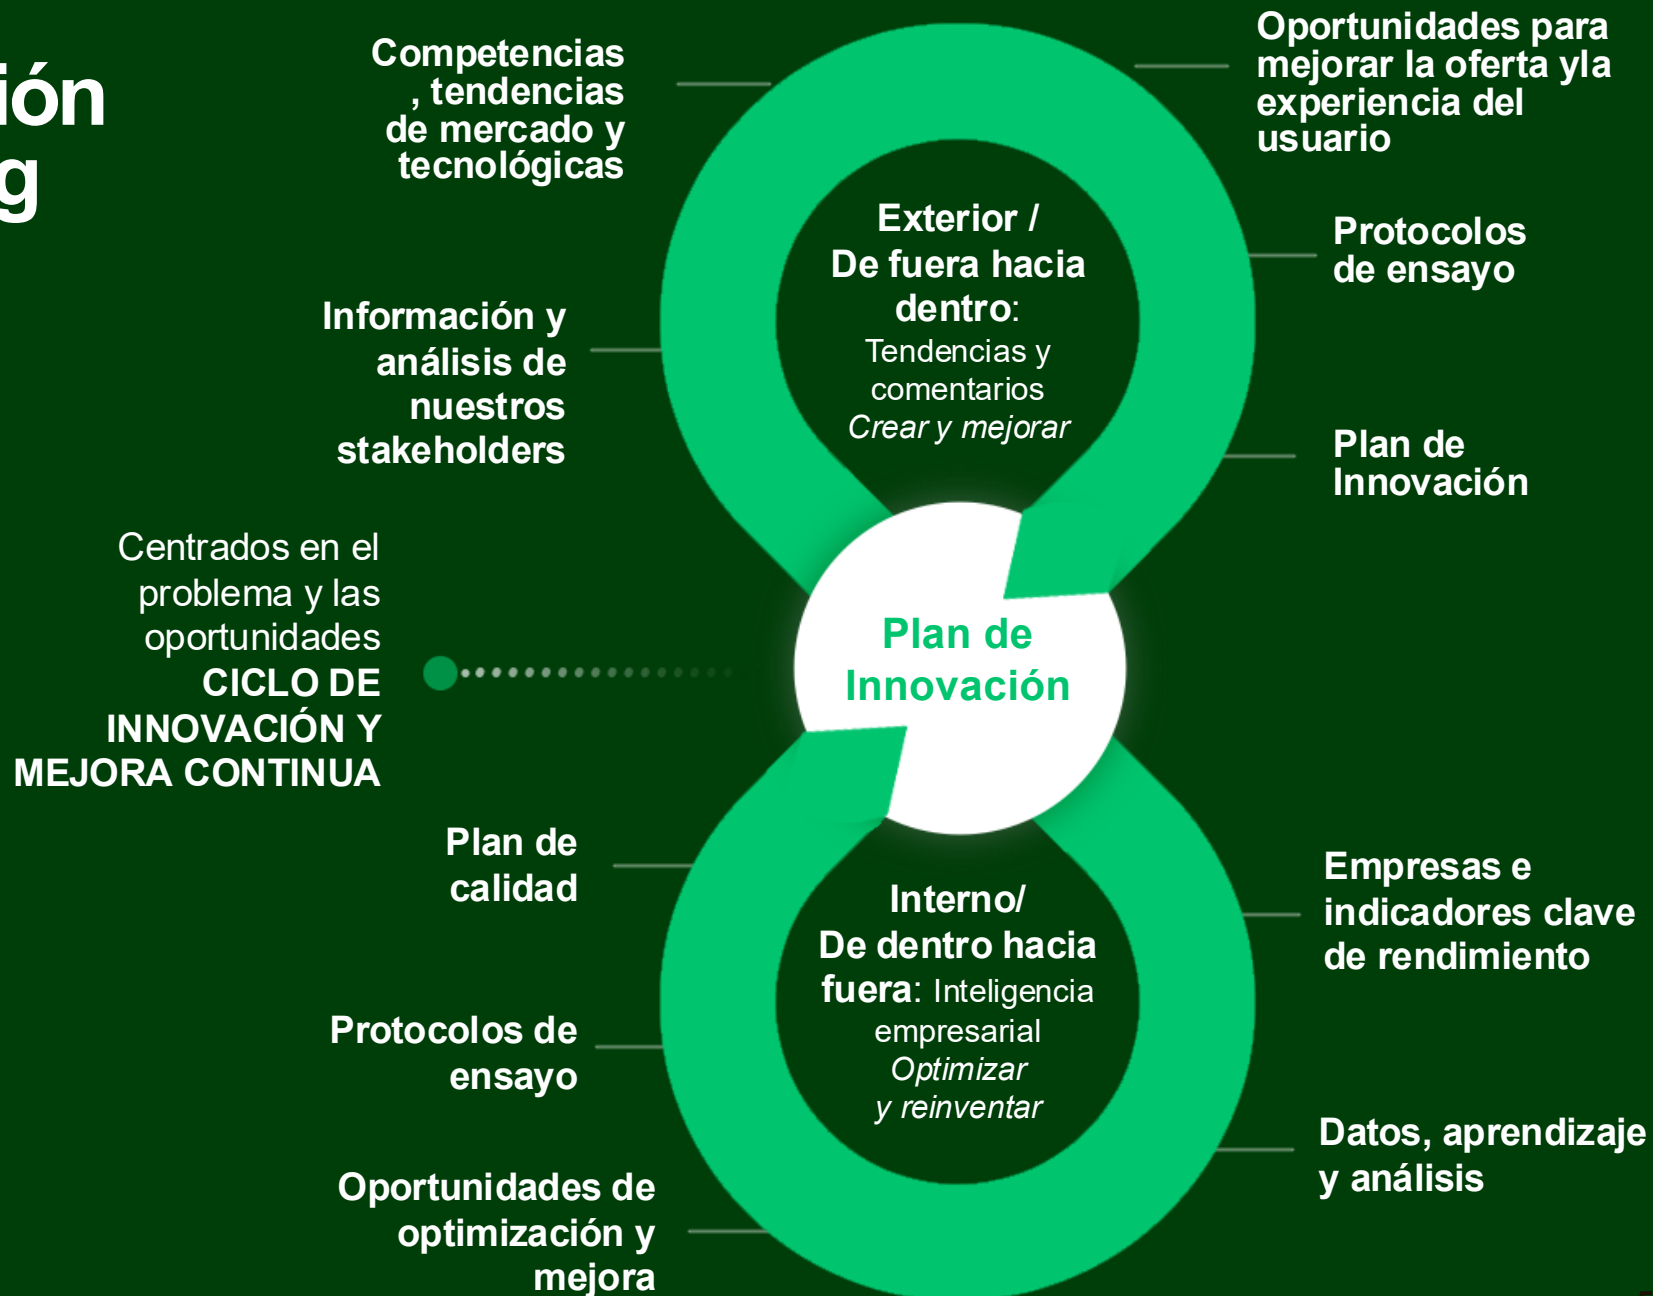 ión
g
Competencias
, tendencias
de mercado y
tecnológicas
Oportunidades para
mejorar la oferta yla
experiencia del
usuario
Exterior /
De fuera hacia
dentro:
Tendencias y
comentarios
Crear y mejorar
Protocolos
de ensayo
Información y
análisis de
nuestros
stakeholders
Plan de
Innovación
Centrados en el
problema y las
oportunidades
CICLO DE
INNOVACIÓN Y
MEJORA CONTINUA
Plan de
Innovación
Plan de
calidad
Interno/
De dentro hacia
fuera: Inteligencia
empresarial
Optimizar
y reinventar
Empresas e
indicadores clave
de rendimiento
Protocolos de
ensayo
Datos, aprendizaje
y análisis
Oportunidades de
optimización y
mejora